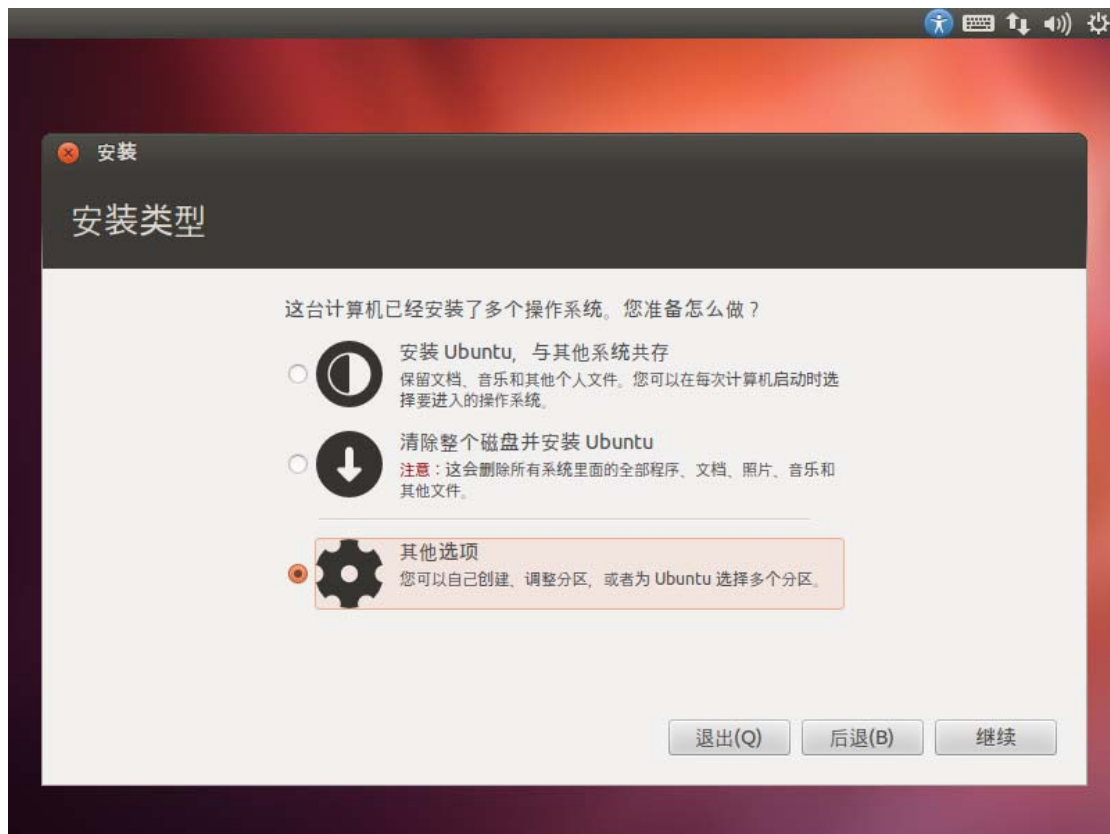 安装
安装类型
这台计算机已经安装了多个操作系统。您准备怎么做？
安装 Ubuntu，与其他系统共存
保留文档、音乐和其他个人文件。您可以在每次计算机启动时选
择要进入的操作系统。
清除整个磁盘并安装 Ubuntu
注意：这会删除所有系统里面的全部程序、文档、照片、音乐和
其他文件。
其他选项
您可以自己创建、调整分区，或者为 Ubuntu 选择多个分区。
退出(Q) 后退(B) 继续